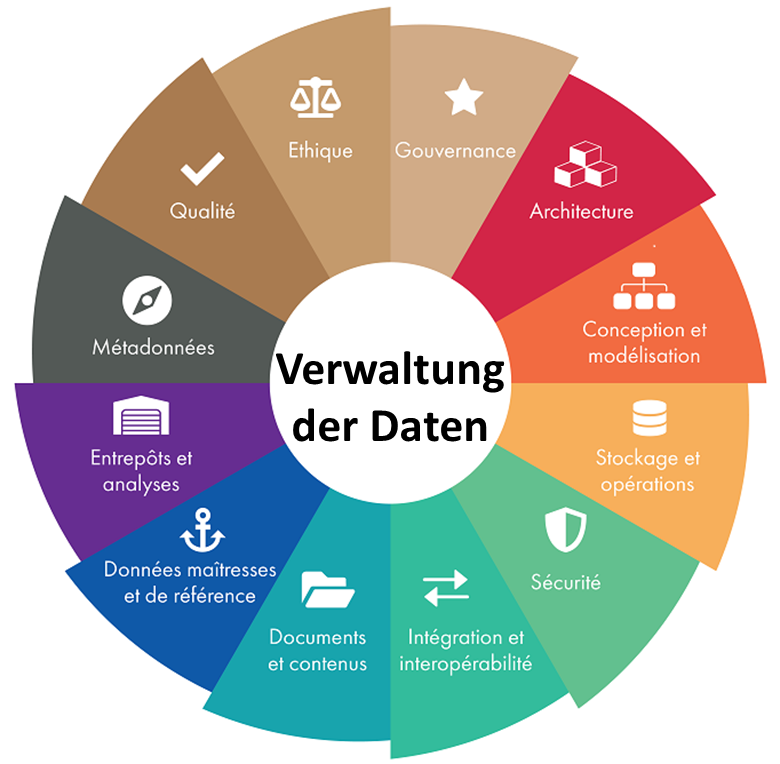 Ethique
Gouvernance
Architecture
Conception et
modélisation
Stockage et
opérations
Sécurité
Intégration et
interopérabilité
Documents
et contenus
Données maîtresses
et de référence
Entrepôts et
analyses
Métadonnées
Qualité
Verwaltung
der Daten